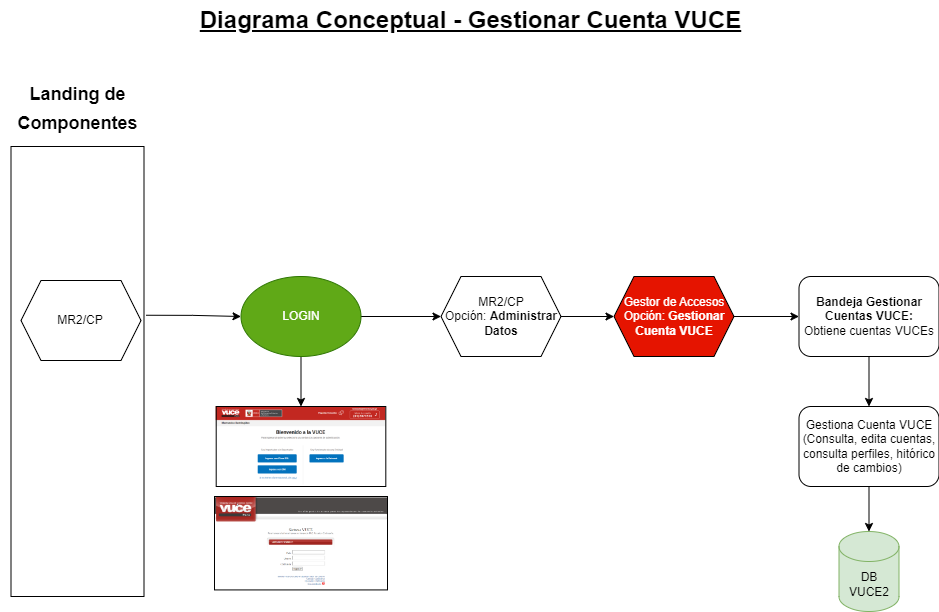 Diagrama Conceptual - Gestionar Cuenta VUCE
Landing de
Componentes
MR2/CP
LOGIN
MR2/CP
Opción: Administrar
Datos
Gestor de Accesos
Opción: Gestionar
Cuenta VUCE
Bandeja Gestionar
Cuentas VUCE:
Obtiene cuentas VUCEs
Gestiona Cuenta VUCE
(Consulta, edita cuentas,
consulta perfiles, hitórico
de cambios)
DB
VUCE2
vuce
Bienvenido a la VUCE
vuce